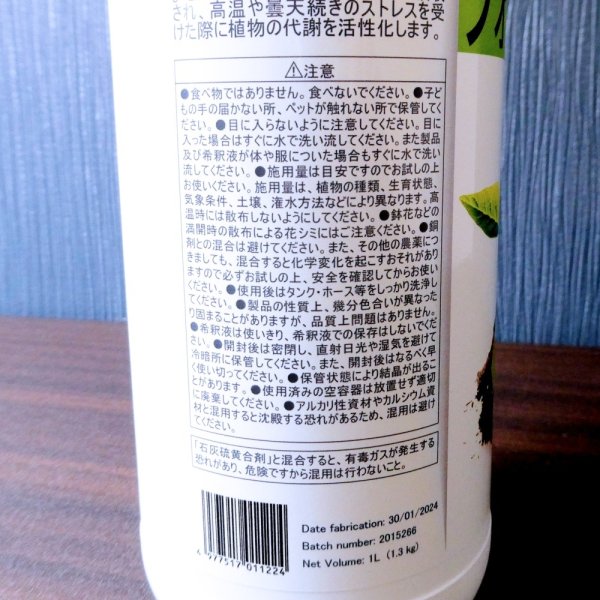 され、高温や曇天続きのストレスを受
けた際に植物の代謝を活性化します。
⚠注意
●食べ物ではありません。食べないでください。●子ど
もの手の届かない所、ペットが触れない所で保管してく
ださい。●目に入らないように注意してください。目に
入った場合はすぐに水で洗い流してください。また製品
及び希釈液が体や服についた場合もすぐに水で洗い
流してください。●施用量は目安ですのでお試しの上
お使いください。施用量は、植物の種類、生育状態、
気象条件、土壌、灌水方法などにより異なります。高
温時には散布しないようにしてください。●鉢花などの
満開時の散布による花シミにはご注意ください。●銅
剤との混合は避けてください。また、その他の農薬につ
きましても、混合すると化学変化を起こすおそれがあり
ますので必ずお試しの上、安全を確認してからお使い
ください。●使用後はタンク・ホース等をしっかり洗浄し
てください。●製品の性質上、幾分色合いが異なった
り固まることがありますが、品質上問題はありません。
●希釈液は使いきり、希釈液での保存はしないでくだ
さい。●開封後は密閉し、直射日光や湿気を避けて
冷暗所に保管してください。また、開封後はなるべく早
く使い切ってください。●保管状態により結晶が出るこ
とがあります。●使用済みの空容器は放置せず適切
に廃棄してください。●アルカリ性資材やカルシウム資
材と混用すると沈殿する恐れがあるため、混用は避け
てください。
「石灰硫黄合剤」と混合すると、有毒ガスが発生する
恐れがあり、危険ですから混用は行わないこと。
4 977517 011224
Date fabrication: 30/01/2024
Batch number: 2015266
Net Volume: 1L (1.3 kg)